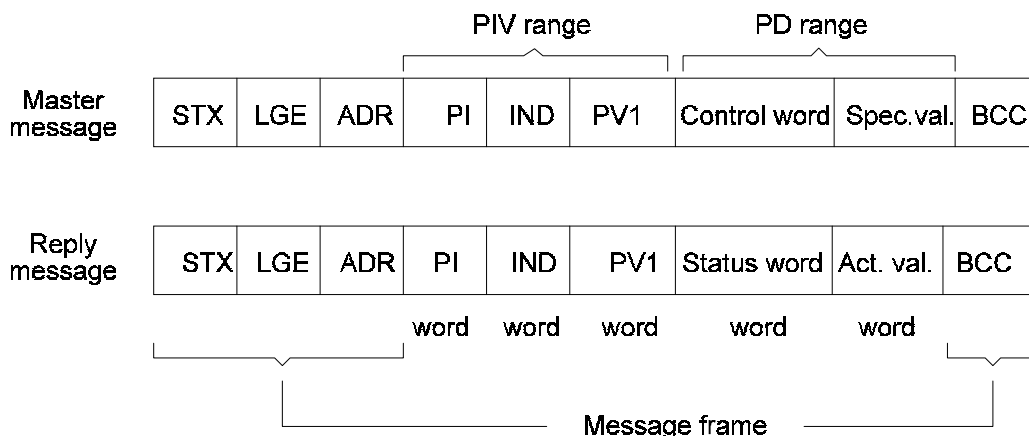 PIV range PD range
Master message
STX LGE ADR PI IND PV1 Control word Spec.val. BCC
Reply message
STX LGE ADR PI IND PV1 Status word Act. val. BCC
word word word word word
Message frame